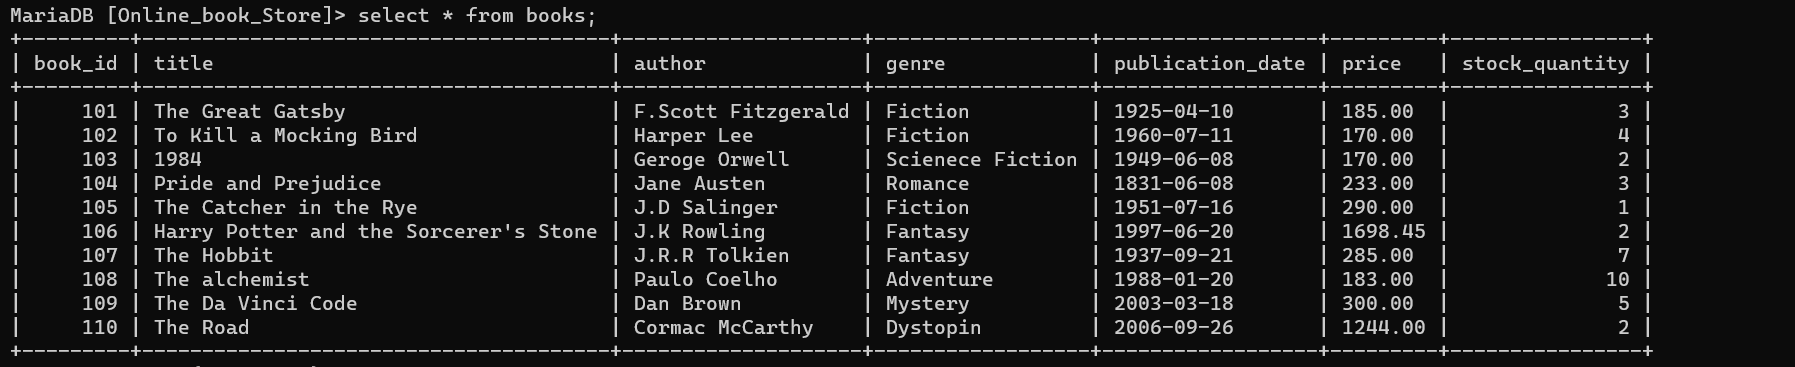 MariaDB [Online_book_Store]> select * from books;
+---------+---------------------------------------+--------------------+------------------+------------------+---------+----------------+
| book_id | title                                 | author             | genre            | publication_date | price   | stock_quantity |
+---------+---------------------------------------+--------------------+------------------+------------------+---------+----------------+
|     101 | The Great Gatsby                      | F.Scott Fitzgerald | Fiction          | 1925-04-10       | 185.00  |              3 |
|     102 | To Kill a Mocking Bird                | Harper Lee         | Fiction          | 1960-07-11       | 170.00  |              4 |
|     103 | 1984                                  | Geroge Orwell      | Scienece Fiction | 1949-06-08       | 170.00  |              2 |
|     104 | Pride and Prejudice                   | Jane Austen        | Romance          | 1831-06-08       | 233.00  |              3 |
|     105 | The Catcher in the Rye                | J.D Salinger       | Fiction          | 1951-07-16       | 290.00  |              1 |
|     106 | Harry Potter and the Sorcerer's Stone | J.K Rowling        | Fantasy          | 1997-06-20       | 1698.45 |              2 |
|     107 | The Hobbit                            | J.R.R Tolkien      | Fantasy          | 1937-09-21       | 285.00  |              7 |
|     108 | The alchemist                         | Paulo Coelho       | Adventure        | 1988-01-20       | 183.00  |             10 |
|     109 | The Da Vinci Code                     | Dan Brown          | Mystery          | 2003-03-18       | 300.00  |              5 |
|     110 | The Road                              | Cormac McCarthy    | Dystopin         | 2006-09-26       | 1244.00 |              2 |
+---------+---------------------------------------+--------------------+------------------+------------------+---------+----------------+